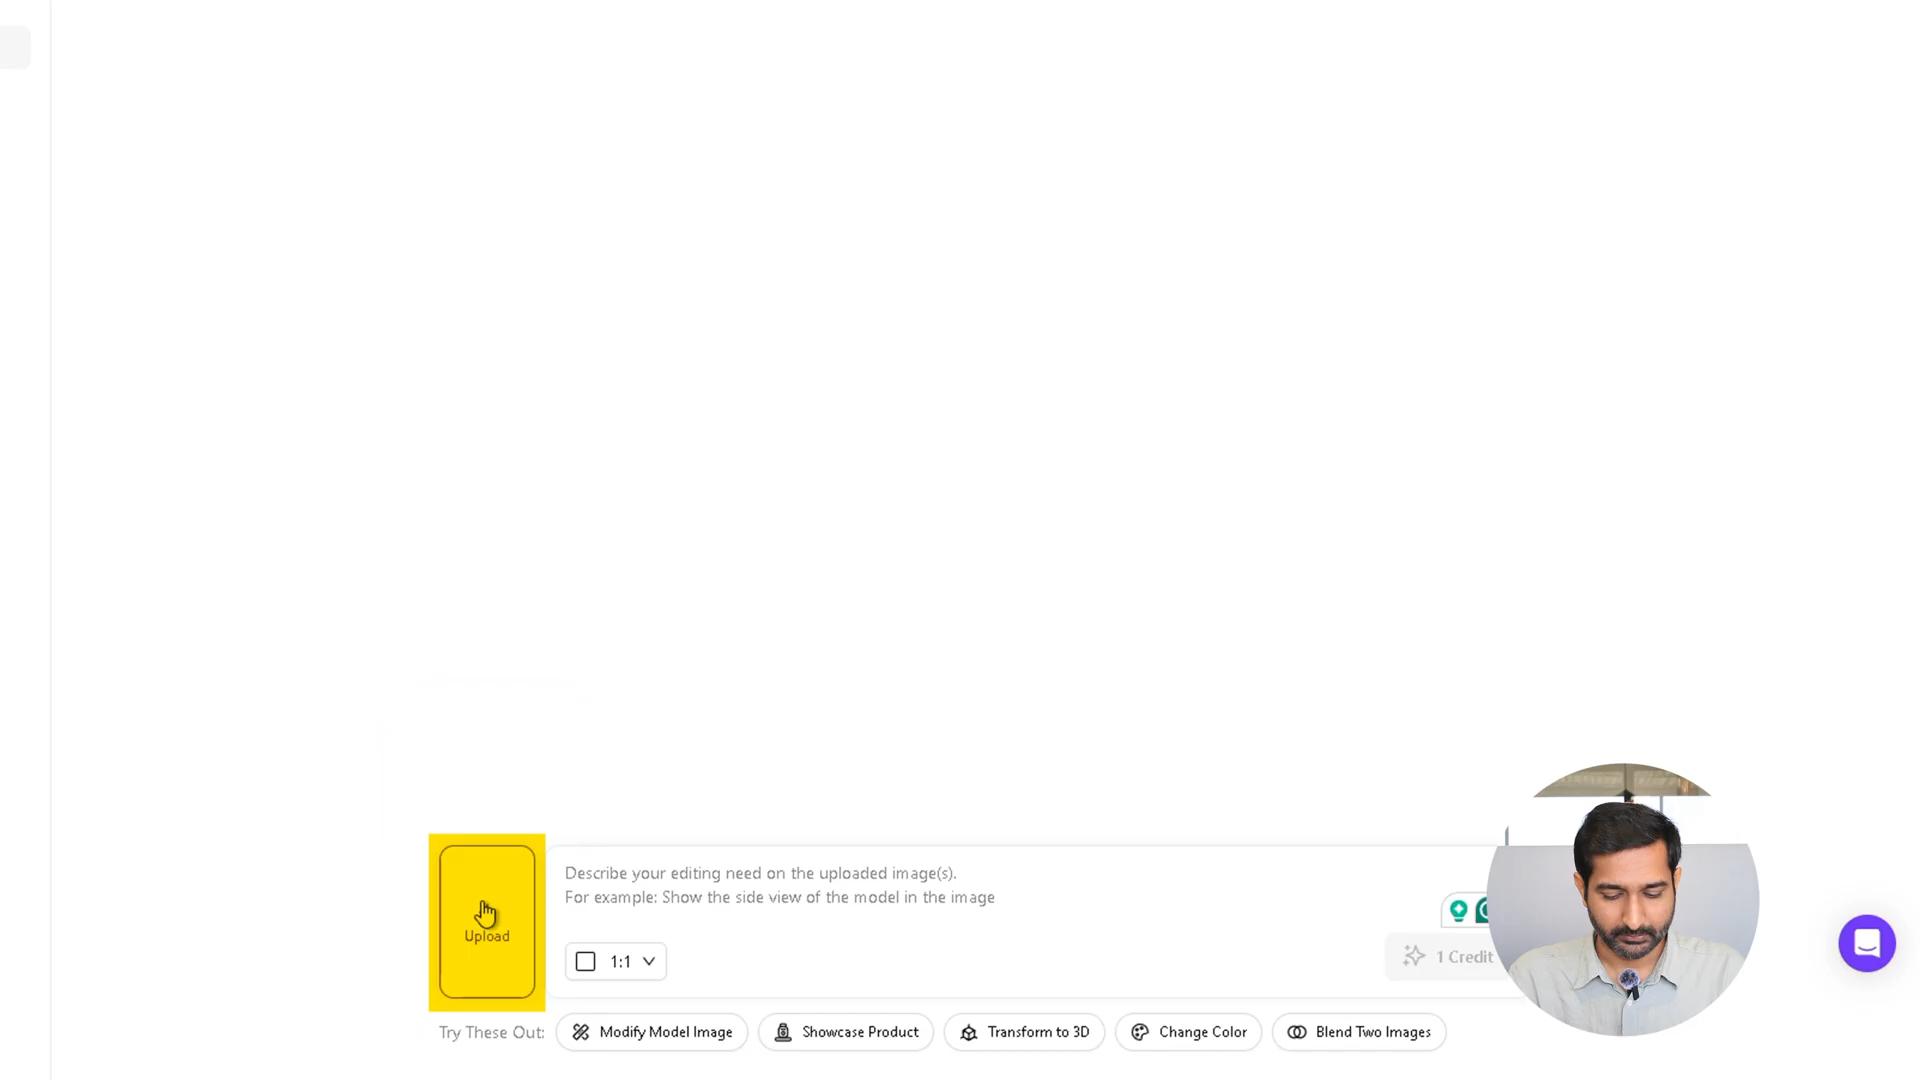 Describe your editing need on the uploaded image(s).
For example: Show the side view of the model in the image
Upload
1:1
1 Credit
Try These Out:
Modify Model Image
Showcase Product
Transform to 3D
Change Color
Blend Two Images